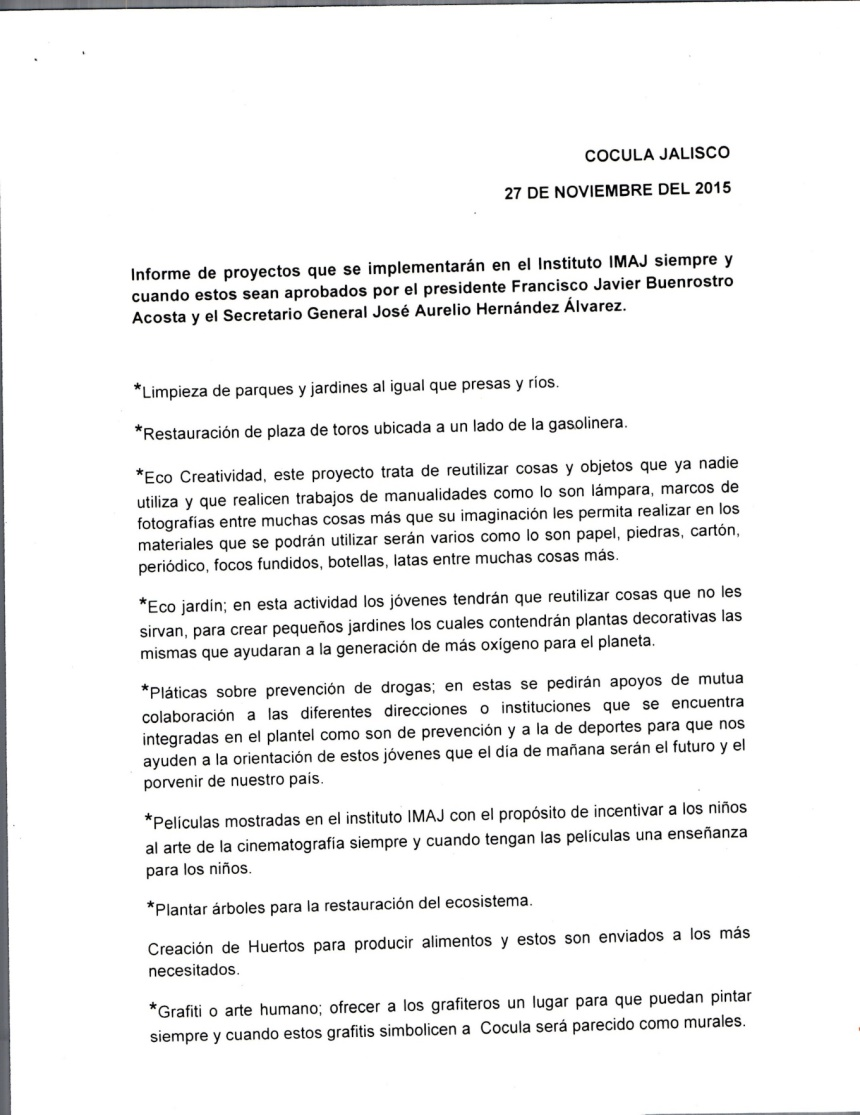 COCULA JALISCO
27 DE NOVIEMBRE DEL 2015
Informe de proyectos que se implementarán en el Instituto IMAJ siempre y
cuando estos sean aprobados por el presidente Francisco Javier Buenrostro
Acosta y el Secretario General José Aurelio Hernández Álvarez.
*Limpieza de parques y jardines al igual que presas y ríos.
*Restauración de plaza de toros ubicada a un lado de la gasolinera.
*Eco Creatividad, este proyecto trata de reutilizar cosas y objetos que ya nadie
utiliza y que realicen trabajos de manualidades como lo son lámpara, marcos de
fotografías entre muchas cosas más que su imaginación les permita realizar en los
materiales que se podrán utilizar serán varios como lo son papel, piedras, cartón,
periódico, focos fundidos, botellas, latas entre muchas cosas más.
*Eco jardín; en esta actividad los jóvenes tendrán que reutilizar cosas que no les
sirvan, para crear pequeños jardines los cuales contendrán plantas decorativas las
mismas que ayudaran a la generación de más oxígeno para el planeta.
*Pláticas sobre prevención de drogas; en estas se pedirán apoyos de mutua
colaboración a las diferentes direcciones o instituciones que se encuentra
integradas en el plantel como son de prevención y a la de deportes para que nos
ayuden a la orientación de estos jóvenes que el día de mañana serán el futuro y el
porvenir de nuestro país.
*Películas mostradas en el instituto IMAJ con el propósito de incentivar a los niños
al arte de la cinematografía siempre y cuando tengan las películas una enseñanza
para los niños.
*Plantar árboles para la restauración del ecosistema.
Creación de Huertos para producir alimentos y estos son enviados a los más
necesitados.
*Grafiti o arte humano; ofrecer a los grafiteros un lugar para que puedan pintar
siempre y cuando estos grafitis simbolicen a Cocula será parecido como murales.